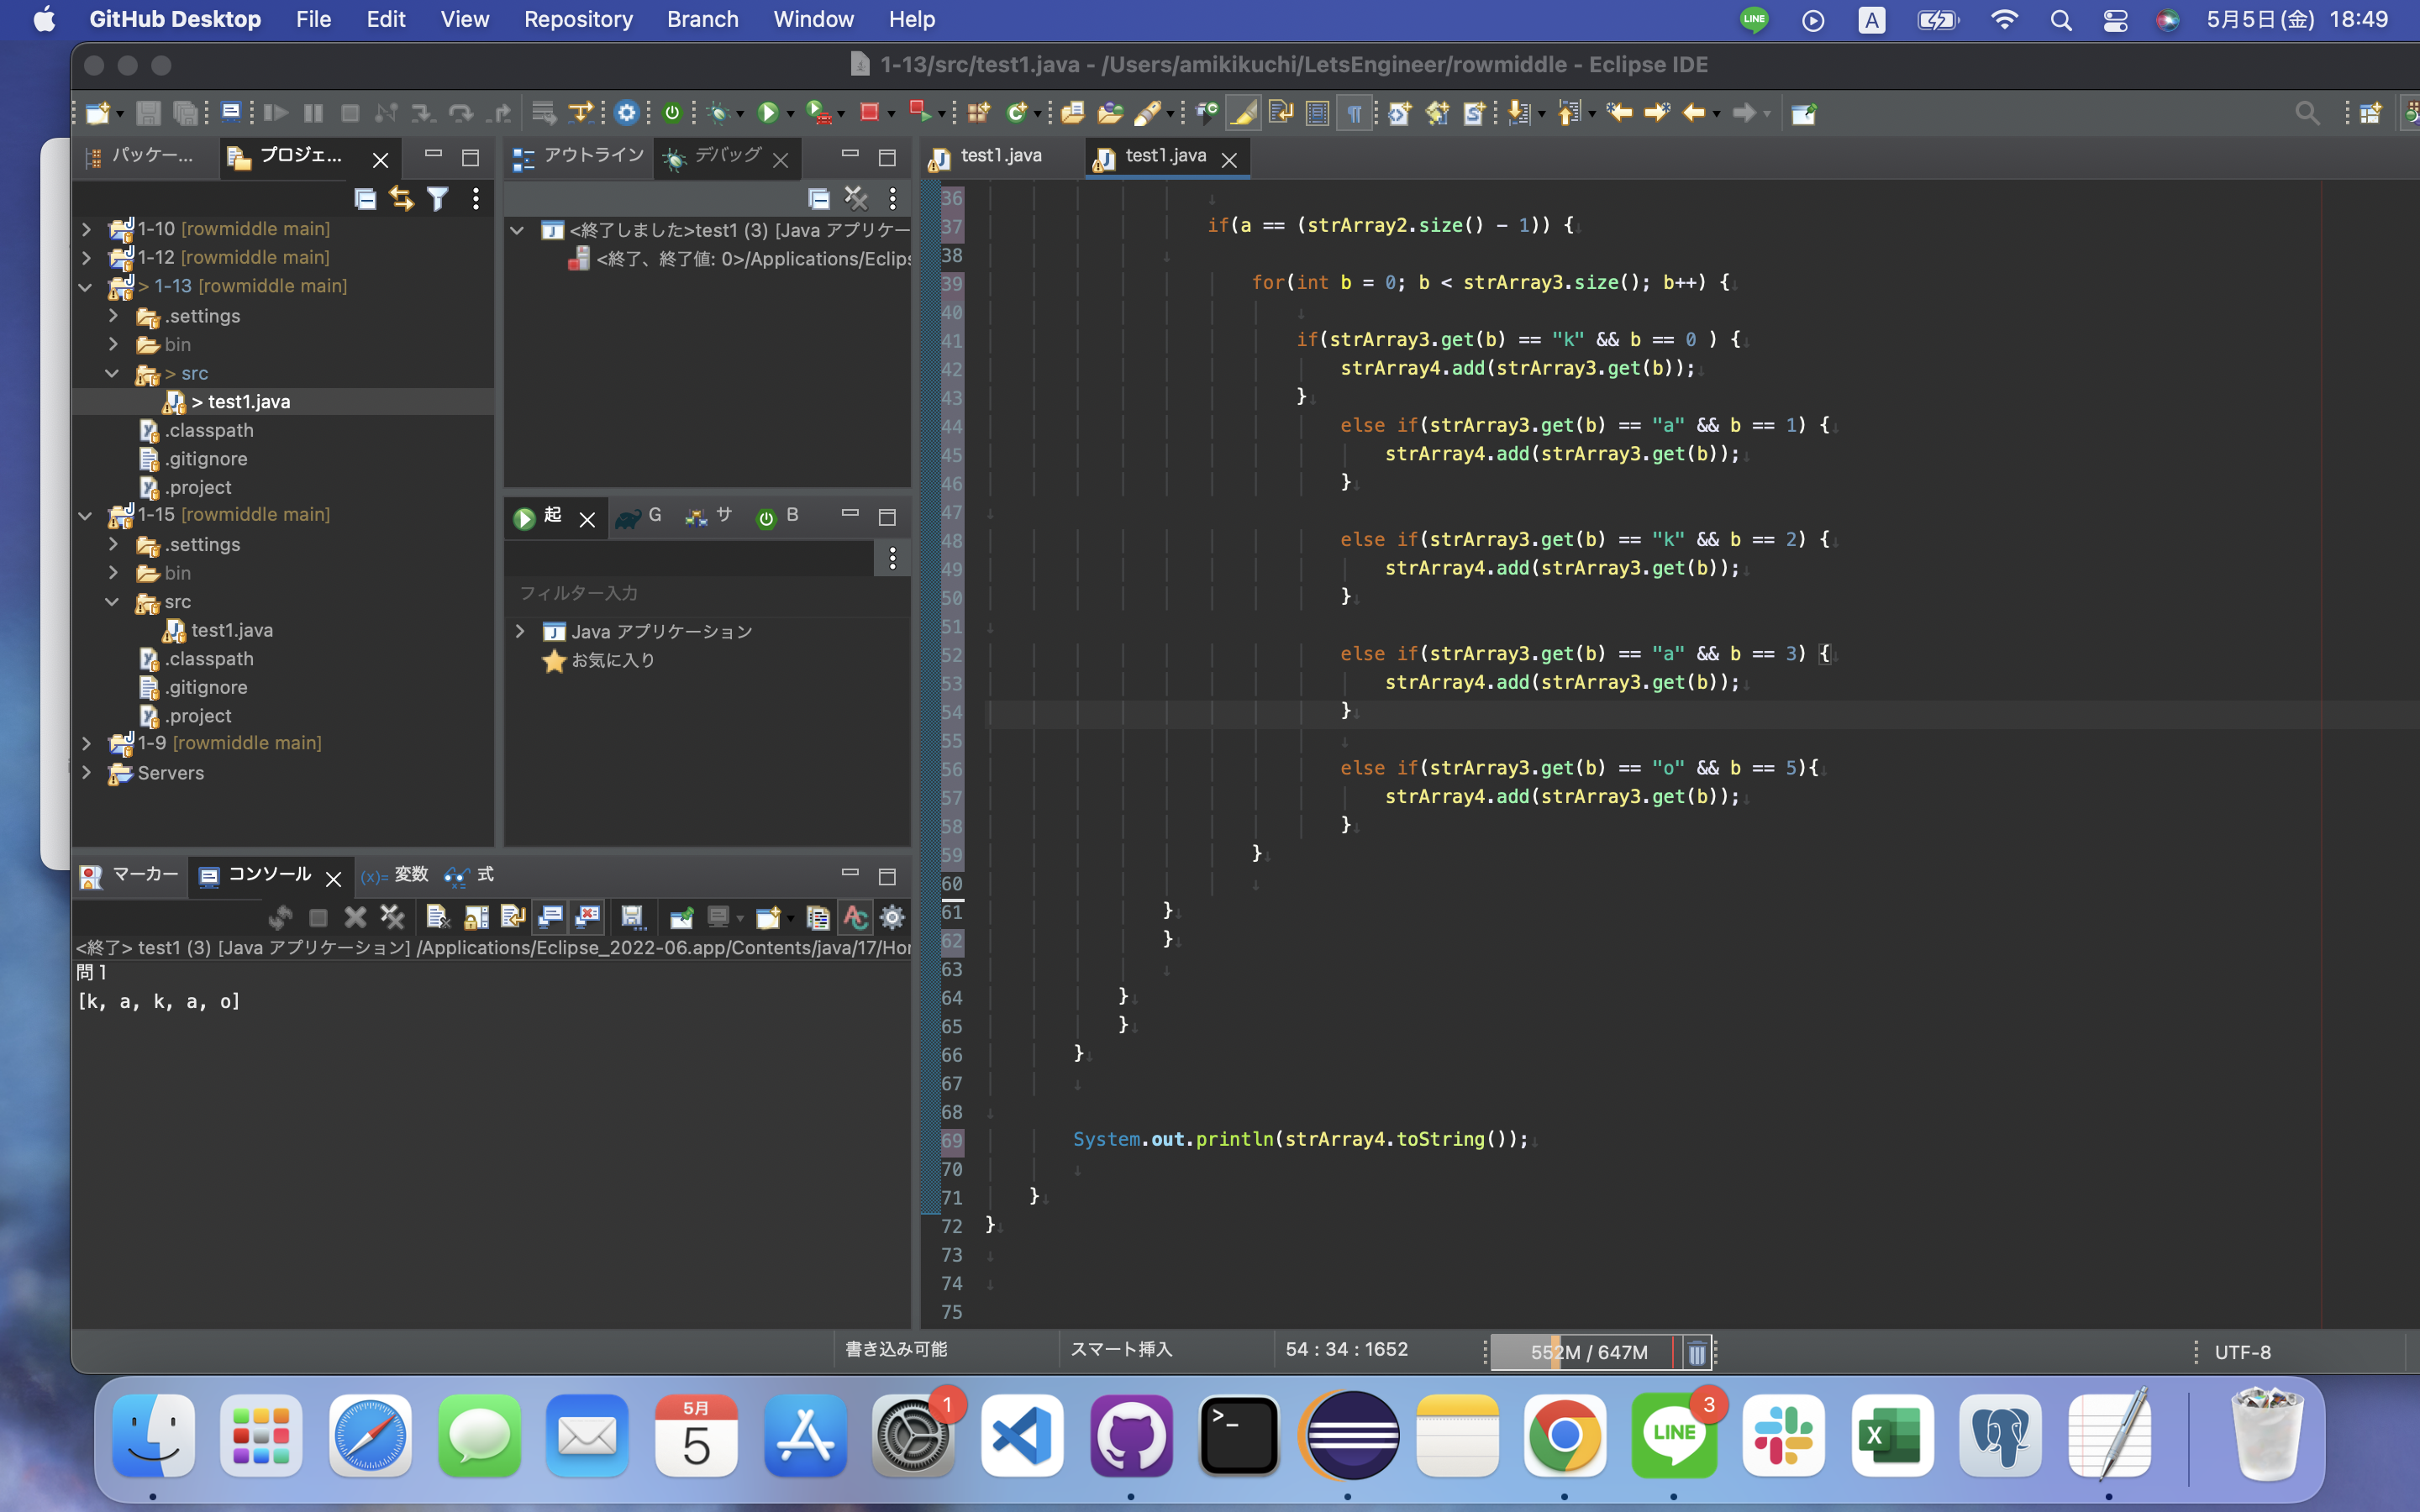 GitHub Desktop File Edit View Repository Branch Window Help
LINE A 5月5日(金) 18:49
1-13/src/test1.java - /Users/amikikuchi/LetsEngineer/rowmiddle - Eclipse IDE
パッケー...
プロジェ...
1-10 [rowmiddle main]
1-12 [rowmiddle main]
> 1-13 [rowmiddle main]
.settings
bin
> src
> test1.java
.classpath
.gitignore
.project
1-15 [rowmiddle main]
.settings
bin
src
test1.java
.classpath
.gitignore
.project
1-9 [rowmiddle main]
Servers
アウトライン
デバッグ
<終了しました>test1 (3) [Java アプリケー
<終了、終了値: 0>/Applications/Eclips
起 G サ B
フィルター入力
Java アプリケーション
お気に入り
マーカー コンソール (x)= 変数 式
<終了> test1 (3) [Java アプリケーション] /Applications/Eclipse_2022-06.app/Contents/java/17/Hor
問1
[k, a, k, a, o]
test1.java
test1.java
36
37 if(a == (strArray2.size() - 1)) {
38
39 for(int b = 0; b < strArray3.size(); b++) {
40
41 if(strArray3.get(b) == "k" && b == 0 ) {
42 strArray4.add(strArray3.get(b));
43 }
44 else if(strArray3.get(b) == "a" && b == 1) {
45 strArray4.add(strArray3.get(b));
46 }
47
48 else if(strArray3.get(b) == "k" && b == 2) {
49 strArray4.add(strArray3.get(b));
50 }
51
52 else if(strArray3.get(b) == "a" && b == 3) {
53 strArray4.add(strArray3.get(b));
54 }
55
56 else if(strArray3.get(b) == "o" && b == 5){
57 strArray4.add(strArray3.get(b));
58 }
59 }
60
61 }
62 }
63
64 }
65 }
66 }
67
68
69 System.out.println(strArray4.toString());
70
71 }
72 }
73
74
75
書き込み可能 スマート挿入 54 : 34 : 1652 552M / 647M UTF-8
5月
5
1
>_
LINE
3
X